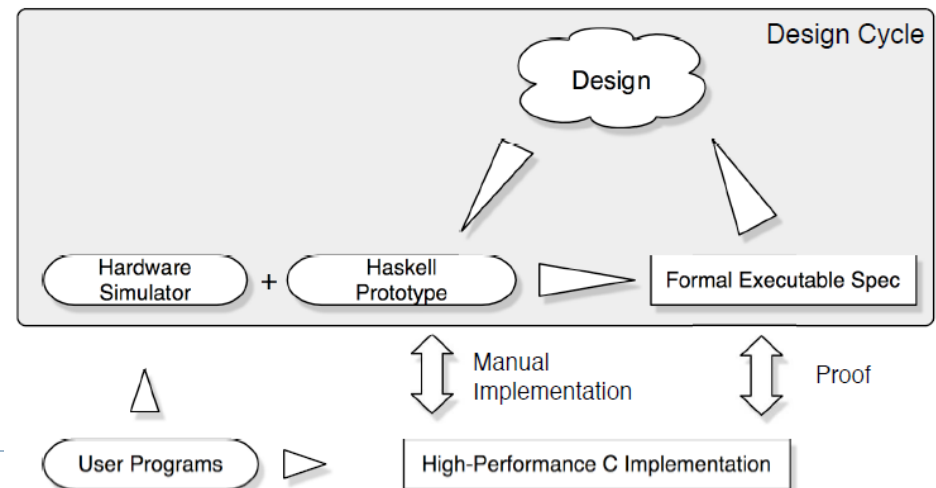 Design Cycle
Design
Hardware
Simulator
+
Haskell
Prototype
Formal Executable Spec
Manual
Implementation
Proof
User Programs
High-Performance C Implementation